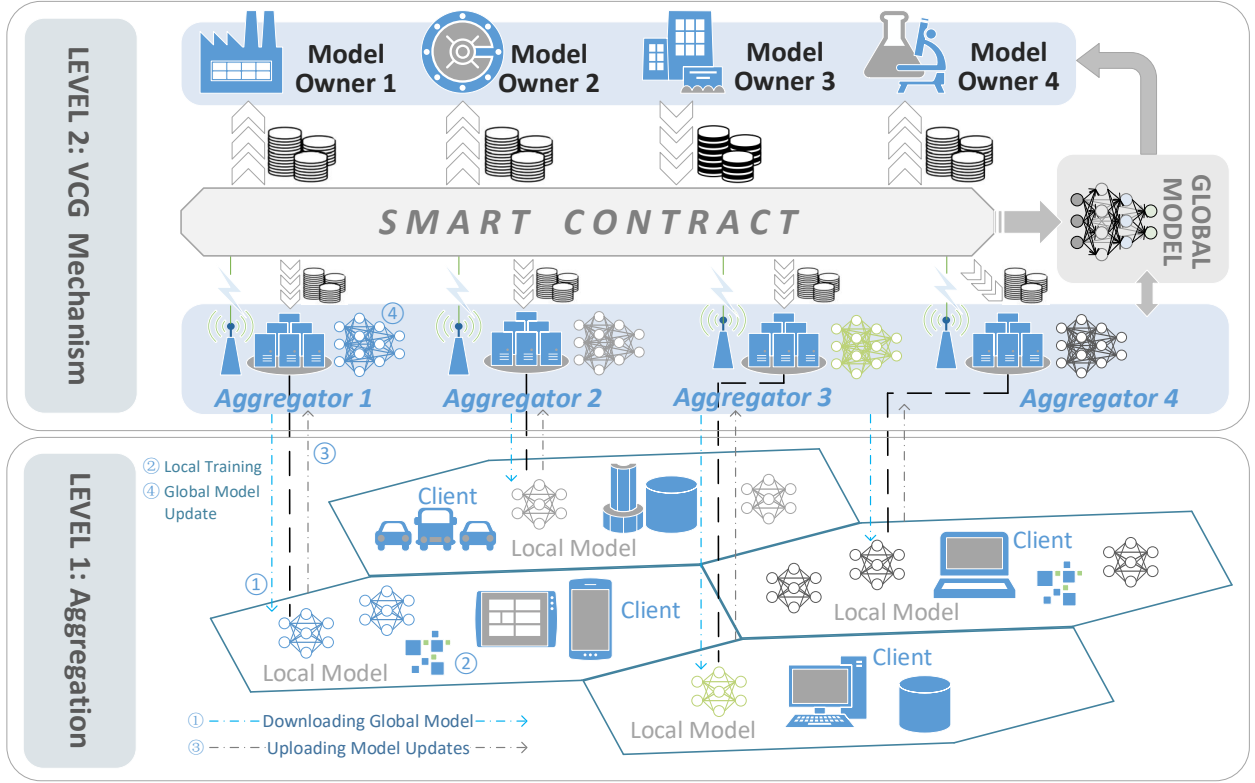 LEVEL 2: VCG Mechanism
Model
Owner 1
Model
Owner 2
Model
Owner 3
Model
Owner 4
SMART CONTRACT
GLOBAL
MODEL
④
Aggregator 1
Aggregator 2
Aggregator 3
Aggregator 4
LEVEL 1: Aggregation
② Local Training
④ Global Model
Update
③
Client
Local Model
Client
Local Model
①
Client
Local Model
②
Client
Local Model
① Downloading Global Model
③ Uploading Model Updates